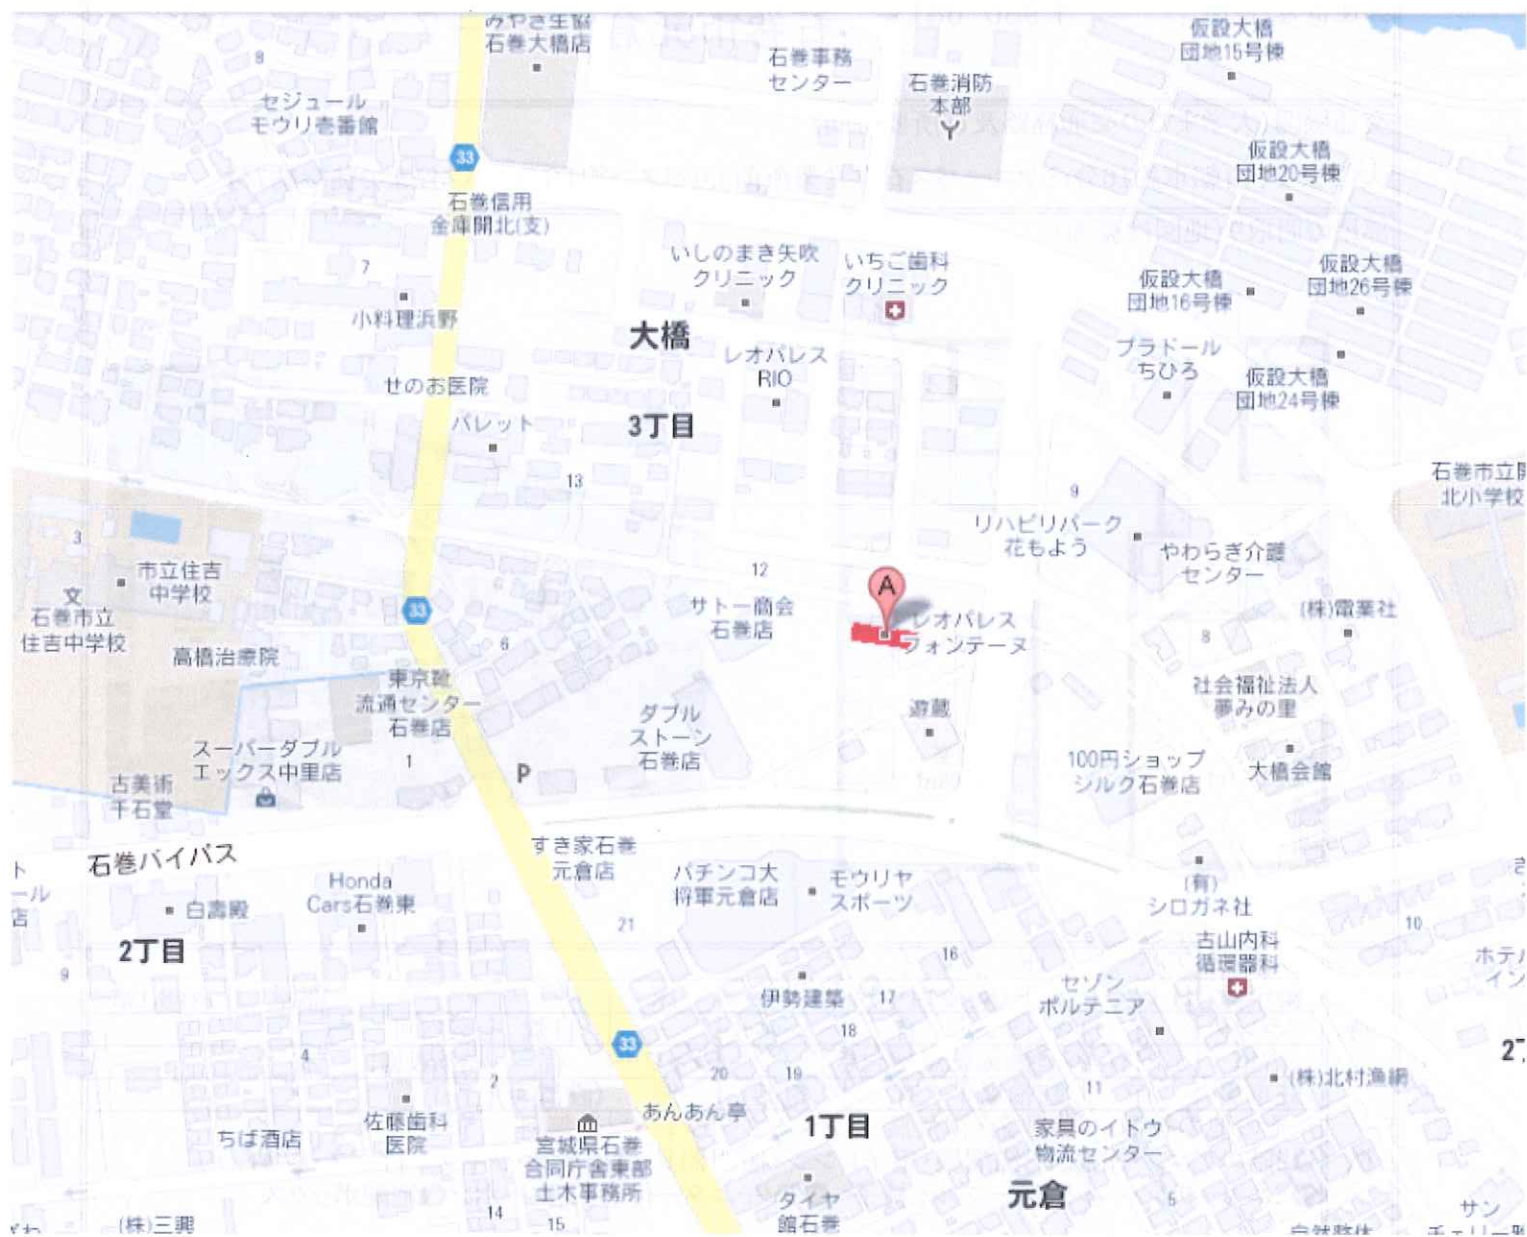 みやぎ生協
石巻大橋店
8
セジュール
モウリ壱番館
33
石巻事務
センター
石巻消防
本部
仮設大橋
団地15号棟
仮設大橋
団地20号棟
石巻信用
金庫開北(支)
7
小料理浜野
いしのまき矢吹
クリニック
いちご歯科
クリニック
仮設大橋
団地16号棟
仮設大橋
団地26号棟
大橋
レオパレス
RIO
プラドール
ちひろ
仮設大橋
団地24号棟
せのお医院
パレット
3丁目
13
9
石巻市立開
北小学校
リハビリパーク
花もよう
やわらぎ介護
センター
3
市立住吉
中学校
文
石巻市立
住吉中学校
33
12
サトー商会
石巻店
A
レオパレス
フォンテーヌ
(株)電業社
8
高橋治療院
6
東京靴
流通センター
石巻店
社会福祉法人
夢みの里
ダブル
ストーン
石巻店
遊蔵
スーパーダブル
エックス中里店
1
P
100円ショップ
シルク石巻店
大橋会館
古美術
千石堂
石巻バイパス
すき家石巻
元倉店
ト
ール
店
白壽殿
Honda
Cars石巻東
パチンコ大
将軍元倉店
モウリヤ
スポーツ
(有)
シロガネ社
21
10
2丁目
9
16
古山内科
循環器科
ホテル
イン
伊勢建築
17
セゾン
ボルテニア
18
33
4
2
20
19
11
(株)北村漁網
佐藤歯科
医院
ちば酒店
宮城県石巻
合同庁舎東部
土木事務所
あんあん亭
1丁目
家具のイトウ
物流センター
元倉
ダイヤ
館石巻
5
14
15
(株)三興
サン